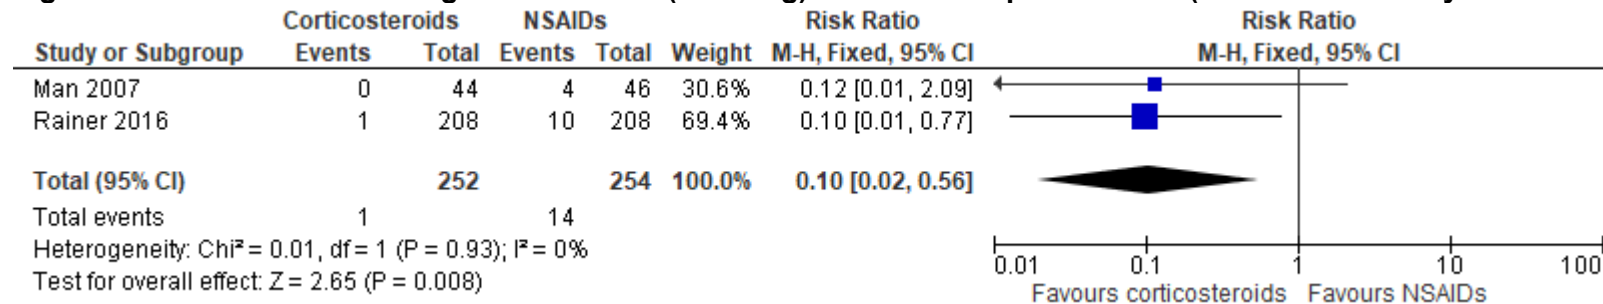 Corticosteroids NSAIDs Risk Ratio Risk Ratio
Study or Subgroup Events Total Events Total Weight M-H, Fixed, 95% CI M-H, Fixed, 95% CI
Man 2007 0 44 4 46 30.6% 0.12 [0.01, 2.09]
Rainer 2016 1 208 10 208 69.4% 0.10 [0.01, 0.77]
Total (95% CI) 252 254 100.0% 0.10 [0.02, 0.56]
Total events 1 14
Heterogeneity: Chi² = 0.01, df = 1 (P = 0.93); I² = 0%
Test for overall effect: Z = 2.65 (P = 0.008)
0.01 0.1 1 10 100
Favours corticosteroids Favours NSAIDs